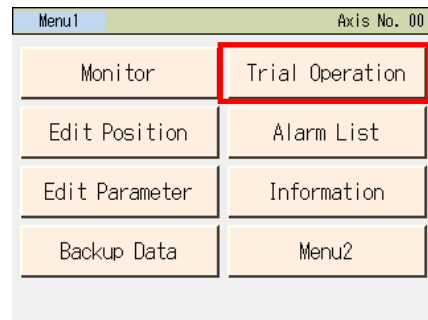 Menu1 Axis No. 00
Monitor Trial Operation
Edit Position Alarm List
Edit Parameter Information
Backup Data Menu2